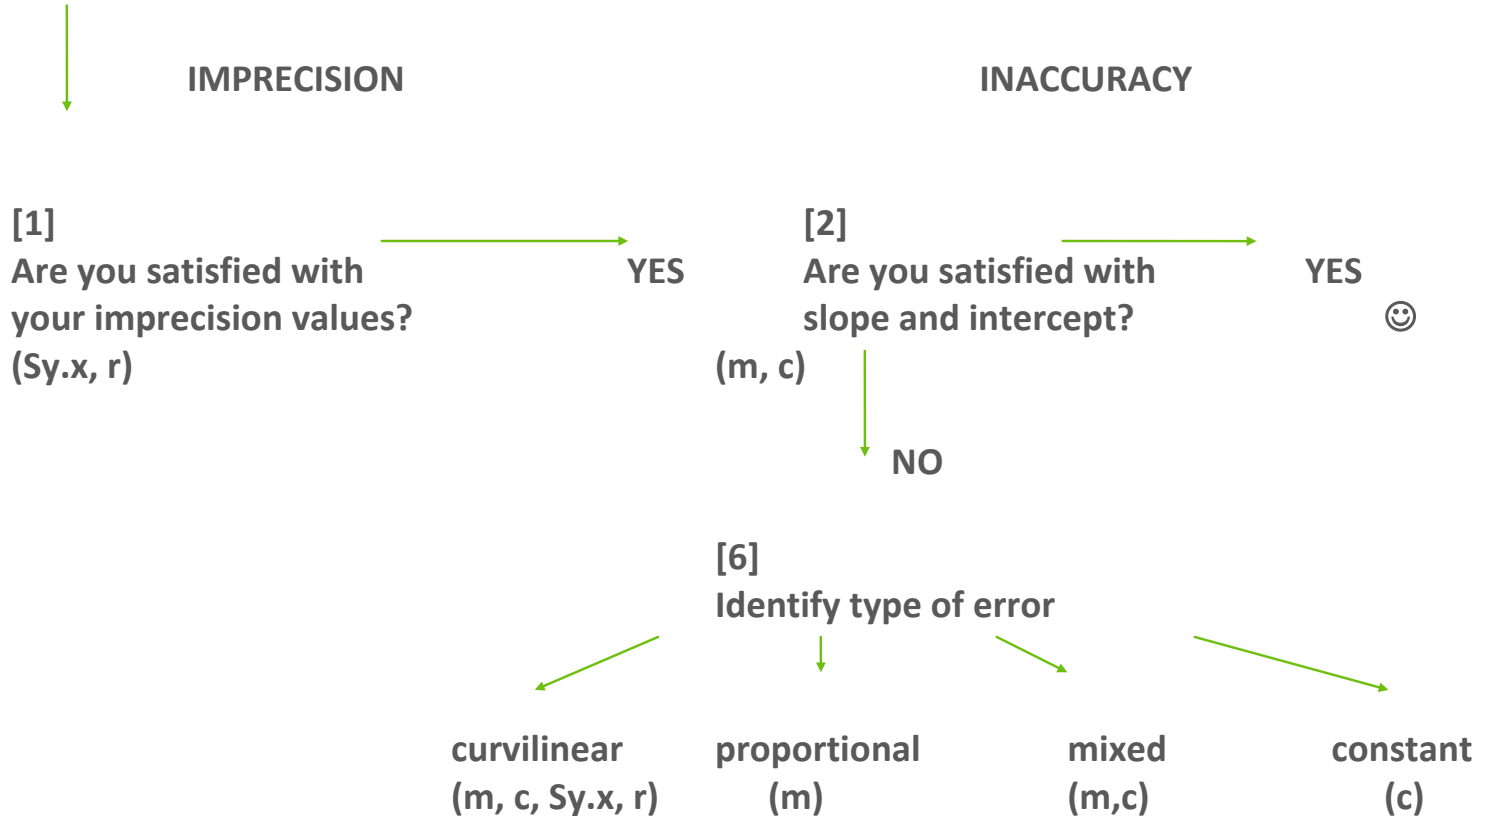 IMPRECISION
INACCURACY
[1]
Are you satisfied with
your imprecision values?
(Sy.x, r)
YES
[2]
Are you satisfied with
slope and intercept?
(m, c)
YES
☺
NO
[6]
Identify type of error
curvilinear
(m, c, Sy.x, r)
proportional
(m)
mixed
(m,c)
constant
(c)